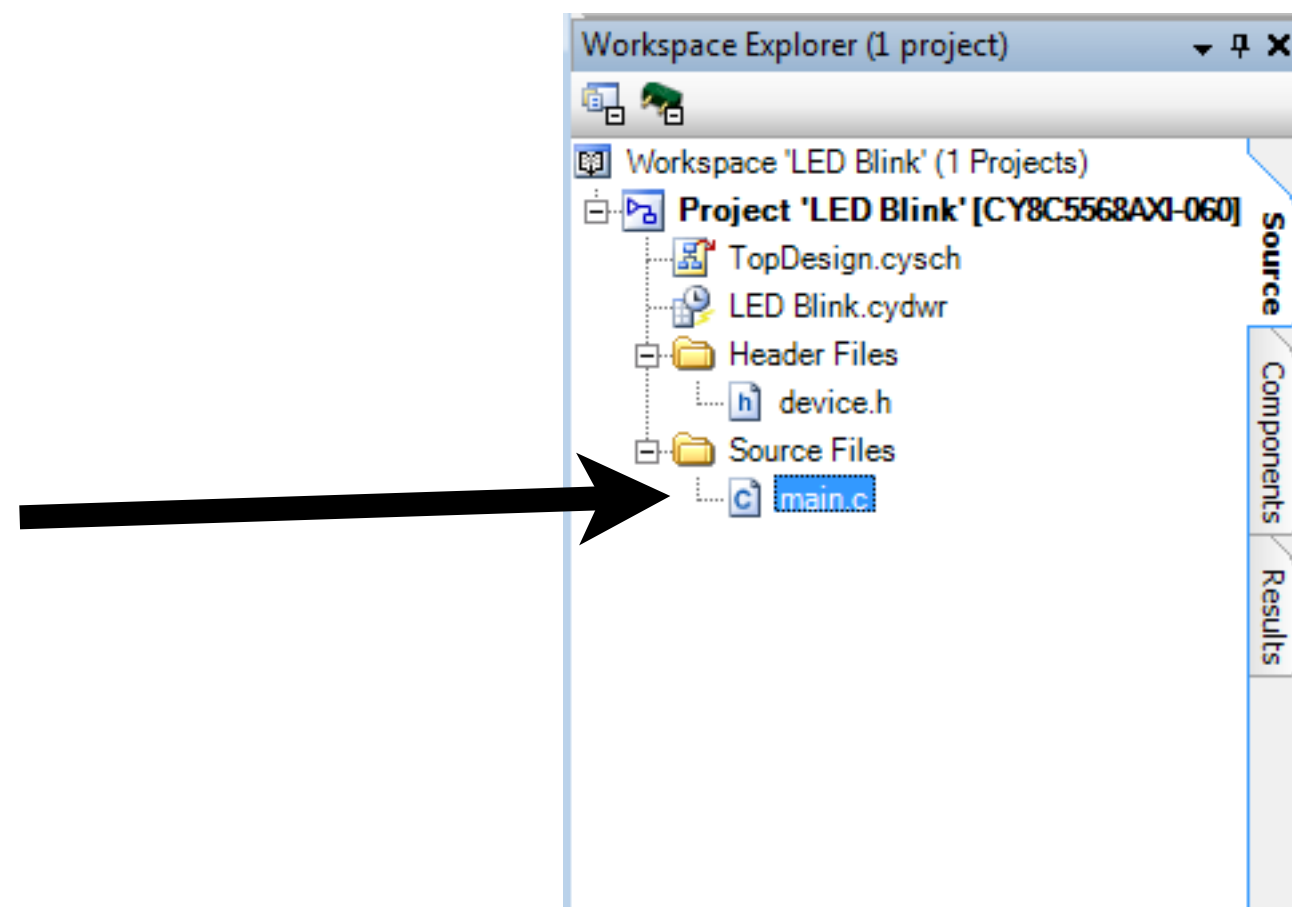 Workspace Explorer (1 project)
Workspace 'LED Blink' (1 Projects)
Project 'LED Blink' [CY8C5568AXI-060]
TopDesign.cysch
LED Blink.cydwr
Header Files
h device.h
Source Files
c main.c
Source
Components
Results